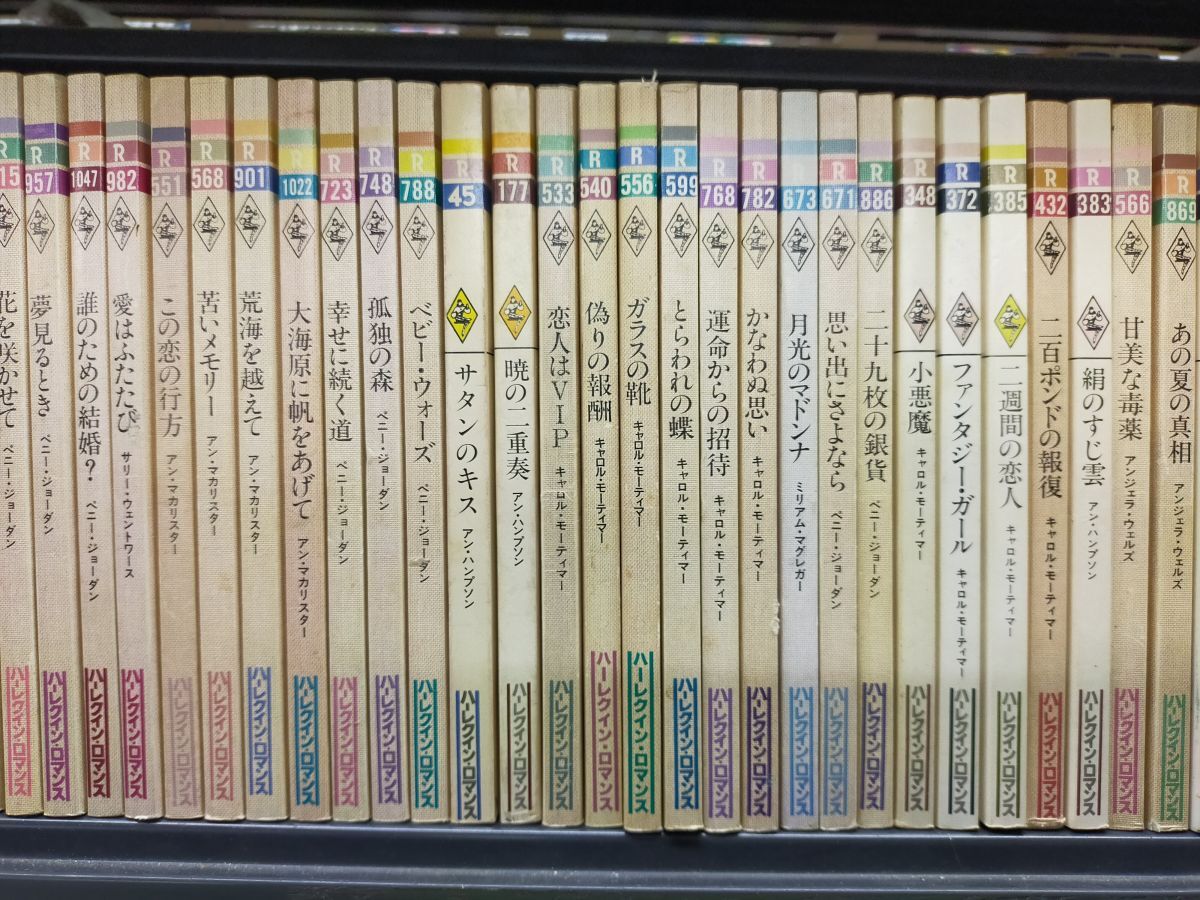 15
R
花を咲かせて ペニー・ジョーダン
ハーレクイン・ロマンス
R
957
夢見るとき ペニー・ジョーダン
ハーレクイン・ロマンス
R
1047
誰のための結婚? ペニー・ジョーダン
ハーレクイン・ロマンス
R
982
愛はふたたび サリー・ウェントワース
ハーレクイン・ロマンス
R
551
この恋の行方 アン・マカリスター
ハーレクイン・ロマンス
R
568
苦いメモリー アン・マカリスター
ハーレクイン・ロマンス
R
901
荒海を越えて アン・マカリスター
ハーレクイン・ロマンス
R
1022
大海原に帆をあげて アン・マカリスター
ハーレクイン・ロマンス
R
723
幸せに続く道 ペニー・ジョーダン
ハーレクイン・ロマンス
R
748
孤独の森 ペニー・ジョーダン
ハーレクイン・ロマンス
R
788
ベビー・ウォーズ ペニー・ジョーダン
ハーレクイン・ロマンス
R
45
サタンのキス アン・ハンプソン
ハーレクイン・ロマンス
R
177
暁の二重奏 アン・ハンプソン
ハーレクイン・ロマンス
R
533
恋人はVIP キャロル・モーティマー
ハーレクイン・ロマンス
R
540
偽りの報酬 キャロル・モーティマー
ハーレクイン・ロマンス
R
556
ガラスの靴 キャロル・モーティマー
ハーレクイン・ロマンス
R
599
とらわれの蝶 キャロル・モーティマー
ハーレクイン・ロマンス
R
768
運命からの招待 キャロル・モーティマー
ハーレクイン・ロマンス
R
782
かなわぬ思い キャロル・モーティマー
ハーレクイン・ロマンス
R
673
月光のマドンナ ミリアム・マグレガー
ハーレクイン・ロマンス
R
671
思い出にさよなら ペニー・ジョーダン
ハーレクイン・ロマンス
R
886
二十九枚の銀貨 ペニー・ジョーダン
ハーレクイン・ロマンス
R
348
小悪魔 キャロル・モーティマー
ハーレクイン・ロマンス
R
372
ファンタジー・ガール キャロル・モーティマー
ハーレクイン・ロマンス
R
385
二週間の恋人 キャロル・モーティマー
ハーレクイン・ロマンス
R
432
二百ポンドの報復 キャロル・モーティマー
ハーレクイン・ロマンス
R
383
絹のすじ雲 アン・ハンプソン
ハーレクイン・ロマンス
R
566
甘美な毒薬 アンジェラ・ウェルズ
ハーレクイン・ロマンス
R
869
あの夏の真相 アンジェラ・ウェルズ
ハーレクイン・ロマンス